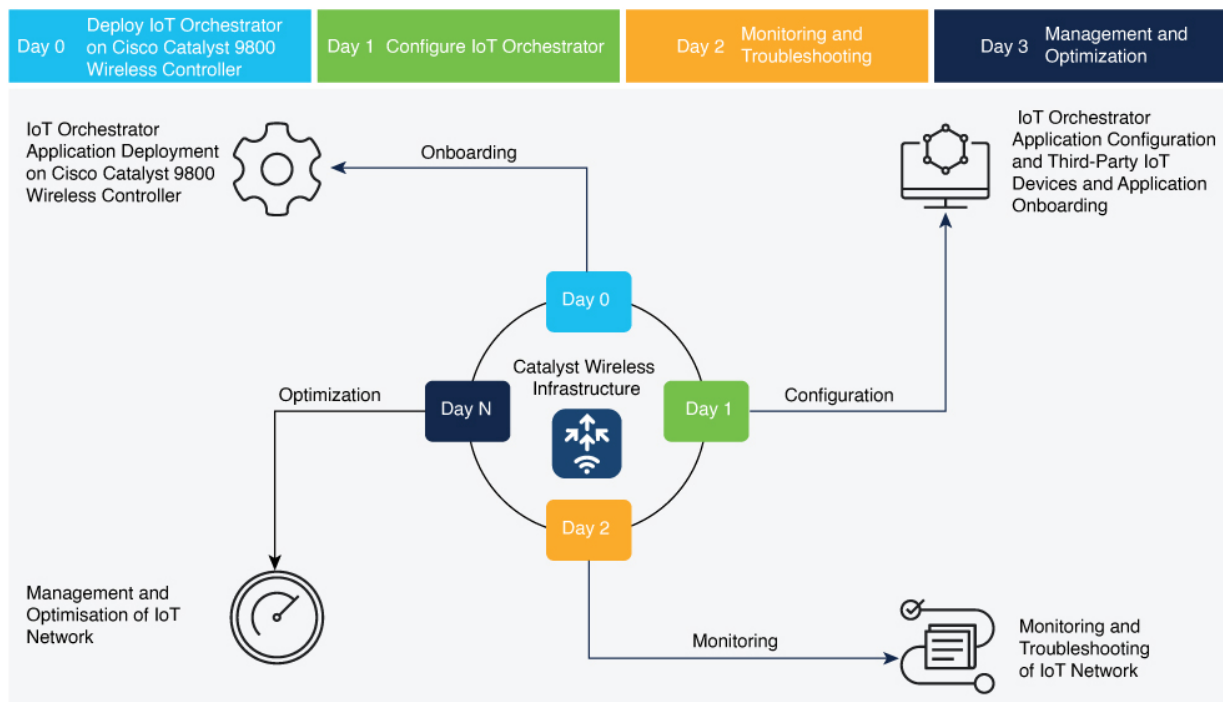 Day 0
Deploy IoT Orchestrator
on Cisco Catalyst 9800
Wireless Controller
Day 1 Configure IoT Orchestrator
Day 2
Monitoring and
Troubleshooting
Day 3
Management and
Optimization
IoT Orchestrator
Application Deployment
on Cisco Catalyst 9800
Wireless Controller
Onboarding
IoT Orchestrator
Application Configuration
and Third-Party IoT
Devices and Application
Onboarding
Day 0
Catalyst Wireless
Infrastructure
Optimization
Day N
Day 1
Configuration
Day 2
Management and
Optimisation of IoT
Network
Monitoring
Monitoring and
Troubleshooting
of IoT Network